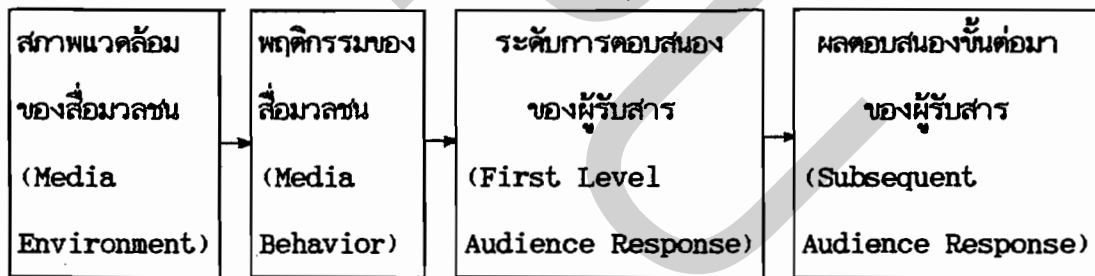 สภาพแวดล้อม
ของสื่อมวลชน
(Media
Environment)
พฤติกรรมของ
สื่อมวลชน
(Media
Behavior)
ระดับการตอบสนอง
ของผู้รับสาร
(First Level
Audience Response)
ผลตอบสนองขั้นต่อมา
ของผู้รับสาร
(Subsequent
Audience Response)